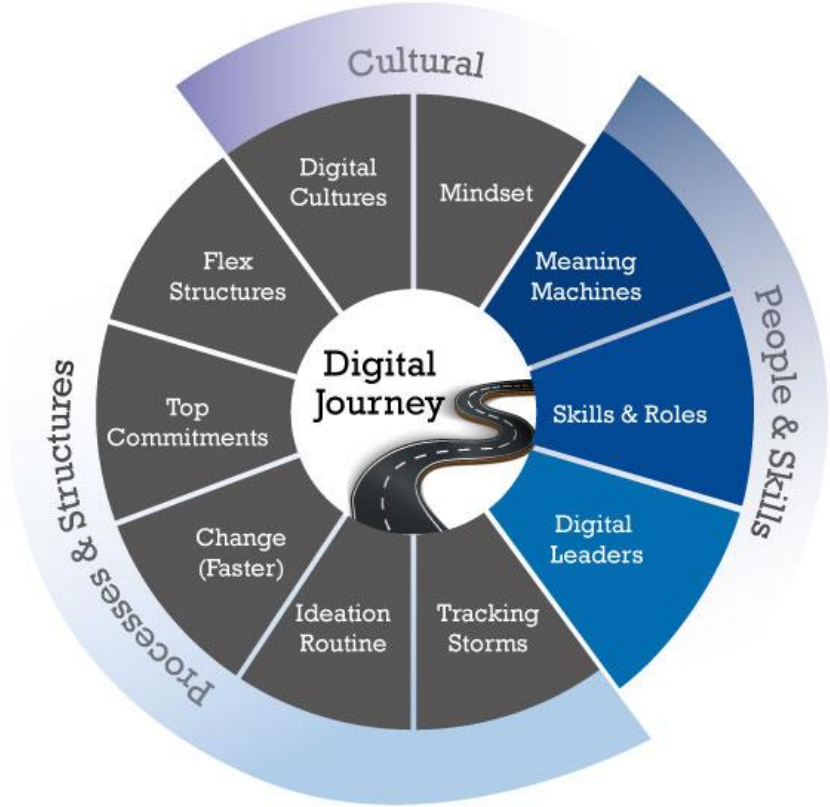 Cultural
Digital
Cultures
Mindset
Meaning
Machines
People & Skills
Skills & Roles
Digital
Leaders
Tracking
Storms
Ideation
Routine
Change
(Faster)
Top
Commitments
Flex
Structures
Processes & Structures
Digital
Journey